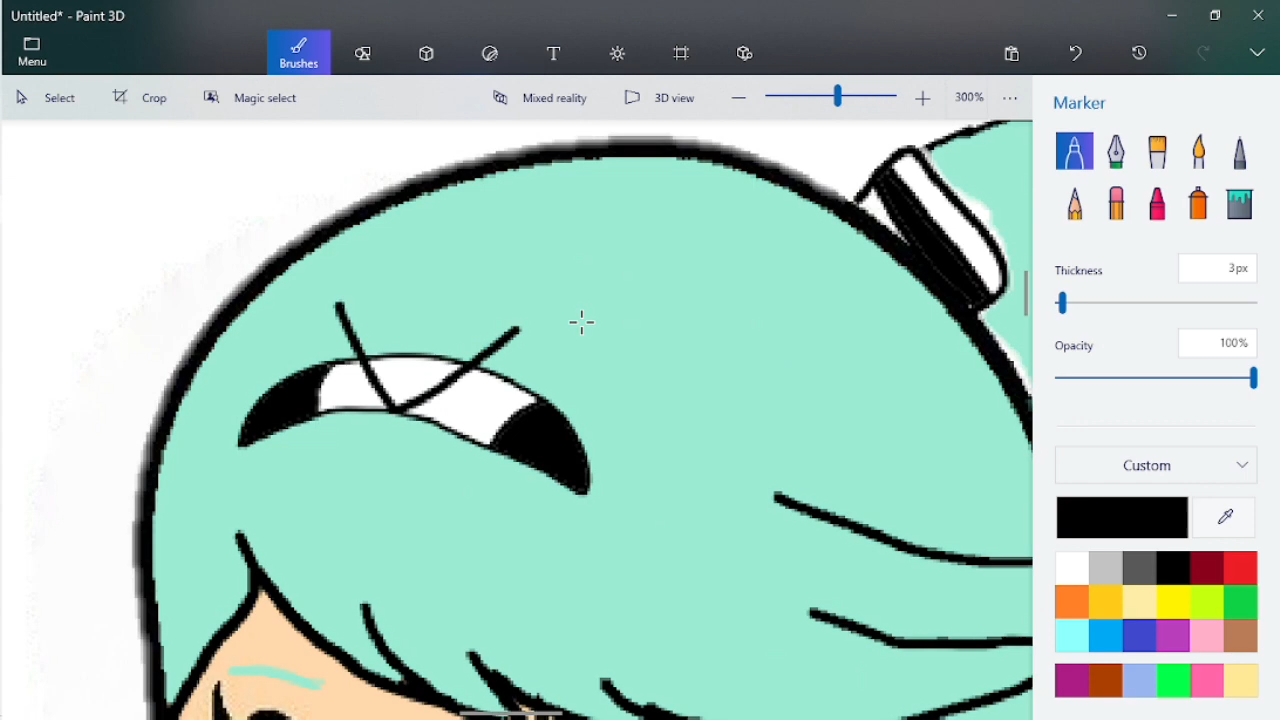 Untitled* - Paint 3D
Menu
Brushes
Select
Crop
Magic select
Mixed reality
3D view
300%
Marker
Thickness
3px
Opacity
100%
Custom